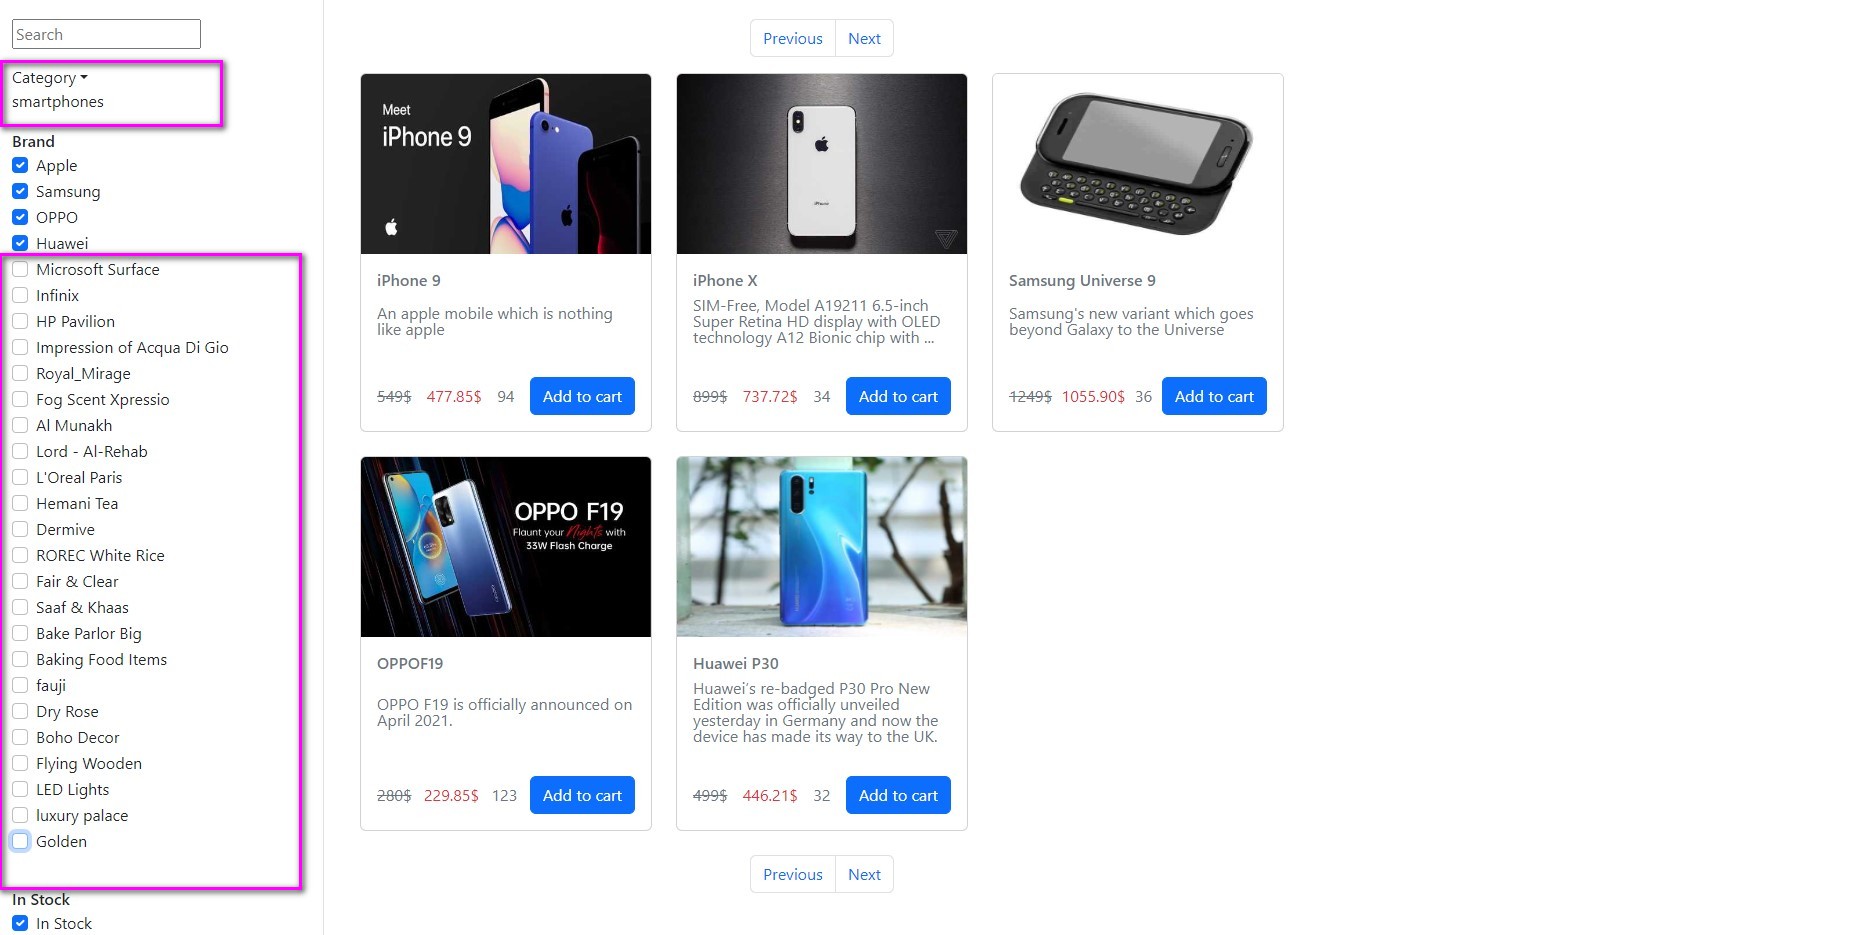 Search
Category
smartphones
Brand
Apple
Samsung
OPPO
Huawei
Microsoft Surface
Infinix
HP Pavilion
Impression of Acqua Di Gio
Royal_Mirage
Fog Scent Xpressio
Al Munakh
Lord - Al-Rehab
L'Oreal Paris
Hemani Tea
Dermive
ROREC White Rice
Fair & Clear
Saaf & Khaas
Bake Parlor Big
Baking Food Items
fauji
Dry Rose
Boho Decor
Flying Wooden
LED Lights
luxury palace
Golden
In Stock
In Stock
Previous Next
Meet
iPhone 9
iPhone 9
An apple mobile which is nothing
like apple
549$ 477.85$ 94 Add to cart
iPhone
iPhone X
SIM-Free, Model A19211 6.5-inch
Super Retina HD display with OLED
technology A12 Bionic chip with ...
899$ 737.72$ 34 Add to cart
Samsung Universe 9
Samsung's new variant which goes
beyond Galaxy to the Universe
1249$ 1055.90$ 36 Add to cart
OPPO F19
Flaunt your Nights with
33W Flash Charge
OPPOF19
OPPO F19 is officially announced on
April 2021.
280$ 229.85$ 123 Add to cart
Huawei P30
Huawei’s re-badged P30 Pro New
Edition was officially unveiled
yesterday in Germany and now the
device has made its way to the UK.
499$ 446.21$ 32 Add to cart
Previous Next